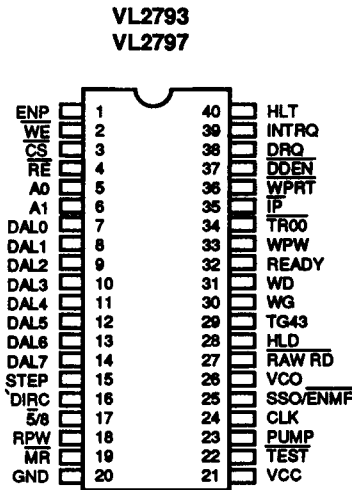 VL2793
VL2797
ENP 1 40 HLT
WE 2 39 INTRQ
CS 3 38 DRQ
RE 4 37 DDEN
A0 5 36 WPRT
A1 6 35 IP
DAL0 7 34 TR00
DAL1 8 33 WPW
DAL2 9 32 READY
DAL3 10 31 WD
DAL4 11 30 WG
DAL5 12 29 TG43
DAL6 13 28 HLD
DAL7 14 27 RAW RD
STEP 15 26 VCO
DIRC 16 25 SSO/ENMF
5/8 17 24 CLK
RPW 18 23 PUMP
MR 19 22 TEST
GND 20 21 VCC